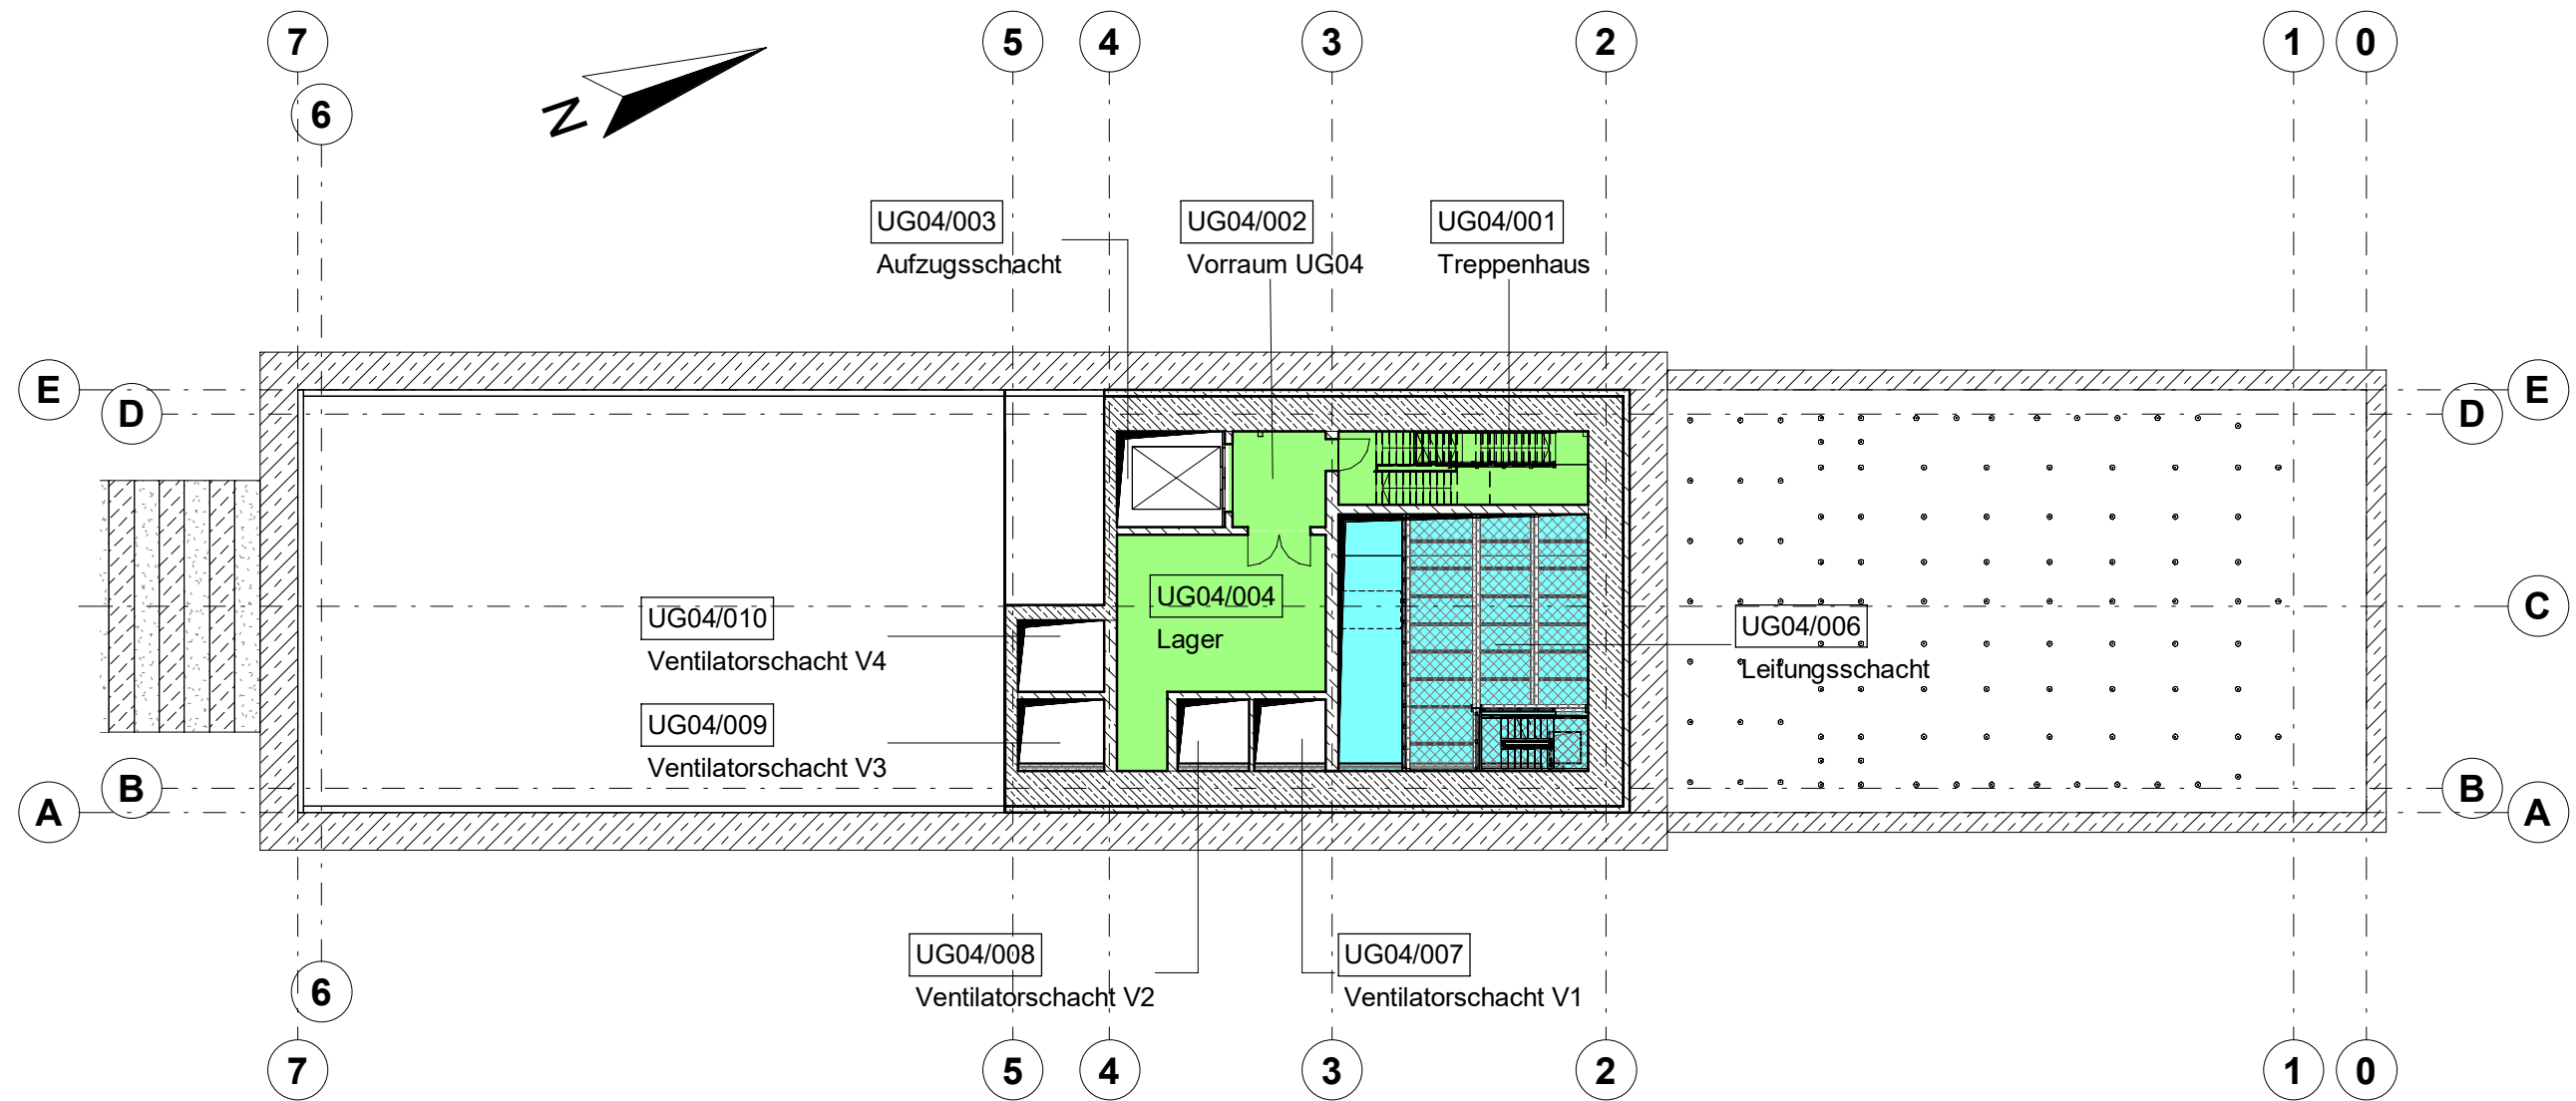 7
5
4
3
2
1
0
6
N
UG04/003
Aufzugsschacht
UG04/002
Vorraum UG04
UG04/001
Treppenhaus
E
E
D
D
UG04/004
Lager
UG04/010
Ventilatorschacht V4
C
UG04/006
Leitungsschacht
UG04/009
Ventilatorschacht V3
B
B
A
A
UG04/008
Ventilatorschacht V2
UG04/007
Ventilatorschacht V1
6
7
5
4
3
2
1
0